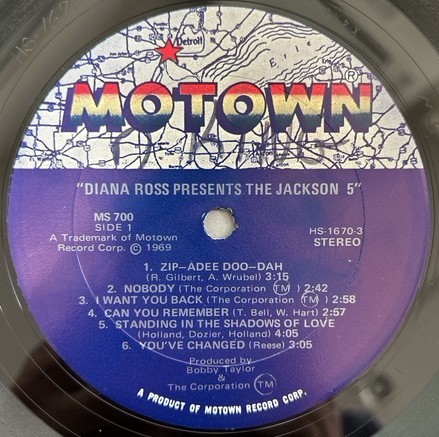 Detroit
Erie
MOTOWN®
"DIANA ROSS PRESENTS THE JACKSON 5"
MS 700
SIDE 1
A Trademark of Motown
Record Corp. © 1969
HS-1670-3
STEREO
1. ZIP-ADEE DOO-DAH
(R. Gilbert, A. Wrubel) 3:15
2. NOBODY (The Corporation TM) 2:42
3. I WANT YOU BACK (The Corporation TM) 2:58
4. CAN YOU REMEMBER (T. Bell, W. Hart) 2:57
5. STANDING IN THE SHADOWS OF LOVE
(Holland, Dozier, Holland) 4:05
6. YOU'VE CHANGED (Reese) 3:05
Produced by
Bobby Taylor
&
The Corporation TM
A PRODUCT OF MOTOWN RECORD CORP.